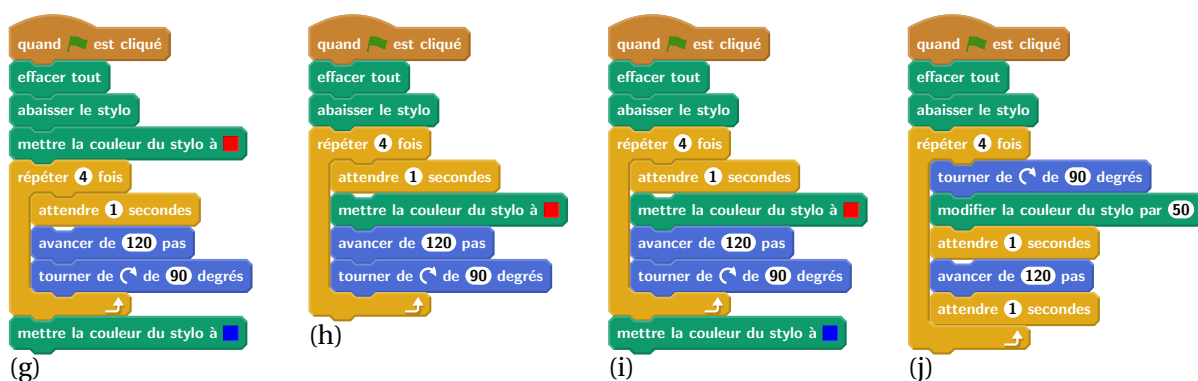 quand est cliqué
effacer tout
abaisser le stylo
mettre la couleur du stylo à
répéter 4 fois
attendre 1 secondes
avancer de 120 pas
tourner de de 90 degrés
mettre la couleur du stylo à
(g)
quand est cliqué
effacer tout
abaisser le stylo
répéter 4 fois
attendre 1 secondes
mettre la couleur du stylo à
avancer de 120 pas
tourner de de 90 degrés
(h)
quand est cliqué
effacer tout
abaisser le stylo
répéter 4 fois
attendre 1 secondes
mettre la couleur du stylo à
avancer de 120 pas
tourner de de 90 degrés
mettre la couleur du stylo à
(i)
quand est cliqué
effacer tout
abaisser le stylo
répéter 4 fois
tourner de de 90 degrés
modifier la couleur du stylo par 50
attendre 1 secondes
avancer de 120 pas
attendre 1 secondes
(j)